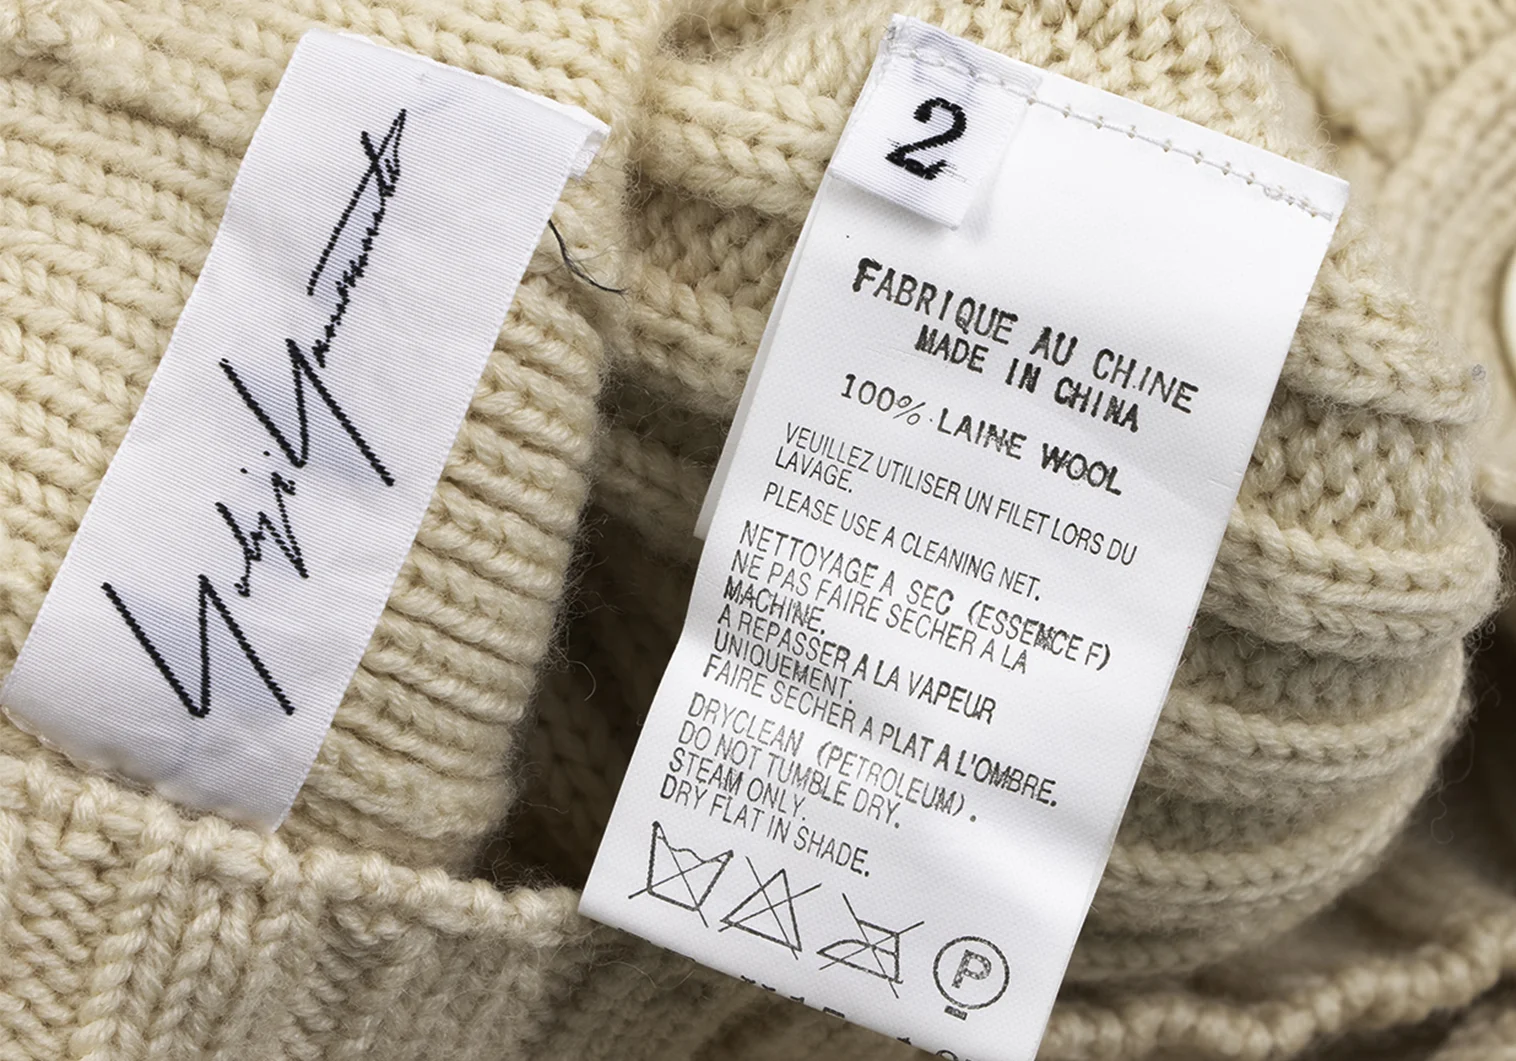 Yohji Yamamoto
2
FABRIQUE AU CHINE
MADE IN CHINA
100% LAINE WOOL
VEUILLEZ UTILISER UN FILET LORS DU
LAVAGE.
PLEASE USE A CLEANING NET.
NETTOYAGE A SEC (ESSENCE F)
NE PAS FAIRE SECHER A LA
MACHINE.
A REPASSER A LA VAPEUR
UNIQUEMENT.
FAIRE SECHER A PLAT A L'OMBRE.
DRYCLEAN (PETROLEUM).
DO NOT TUMBLE DRY.
STEAM ONLY.
DRY FLAT IN SHADE.
P